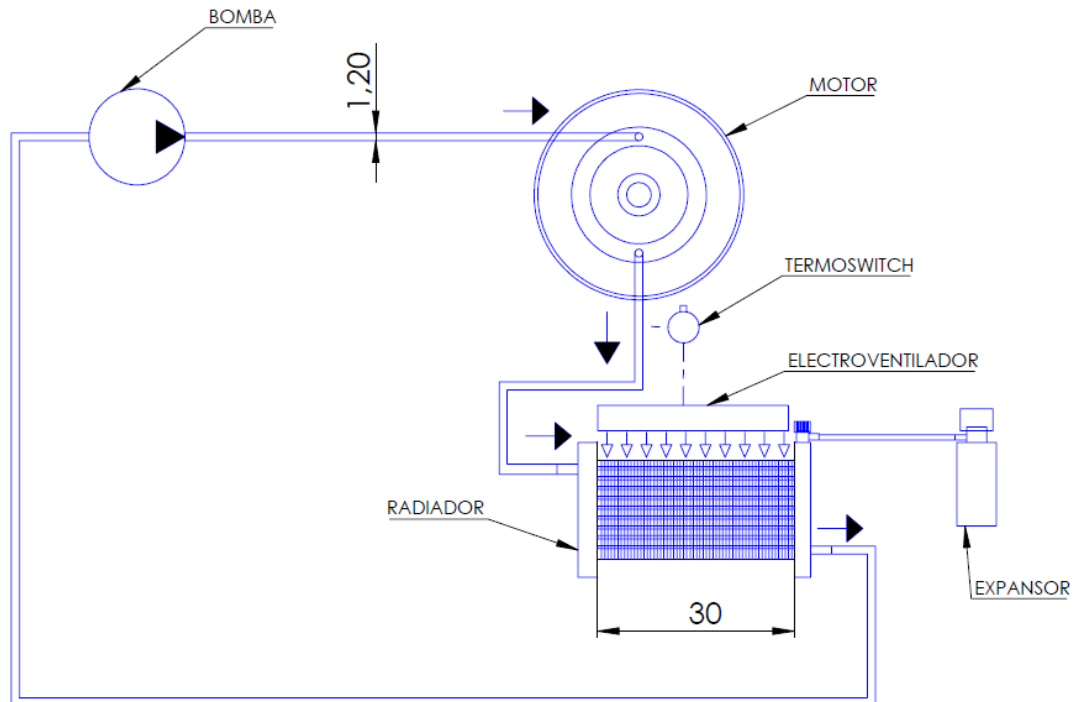 BOMBA
1,20
MOTOR
TERMOSWITCH
ELECTROVENTILADOR
RADIADOR
EXPANSOR
30